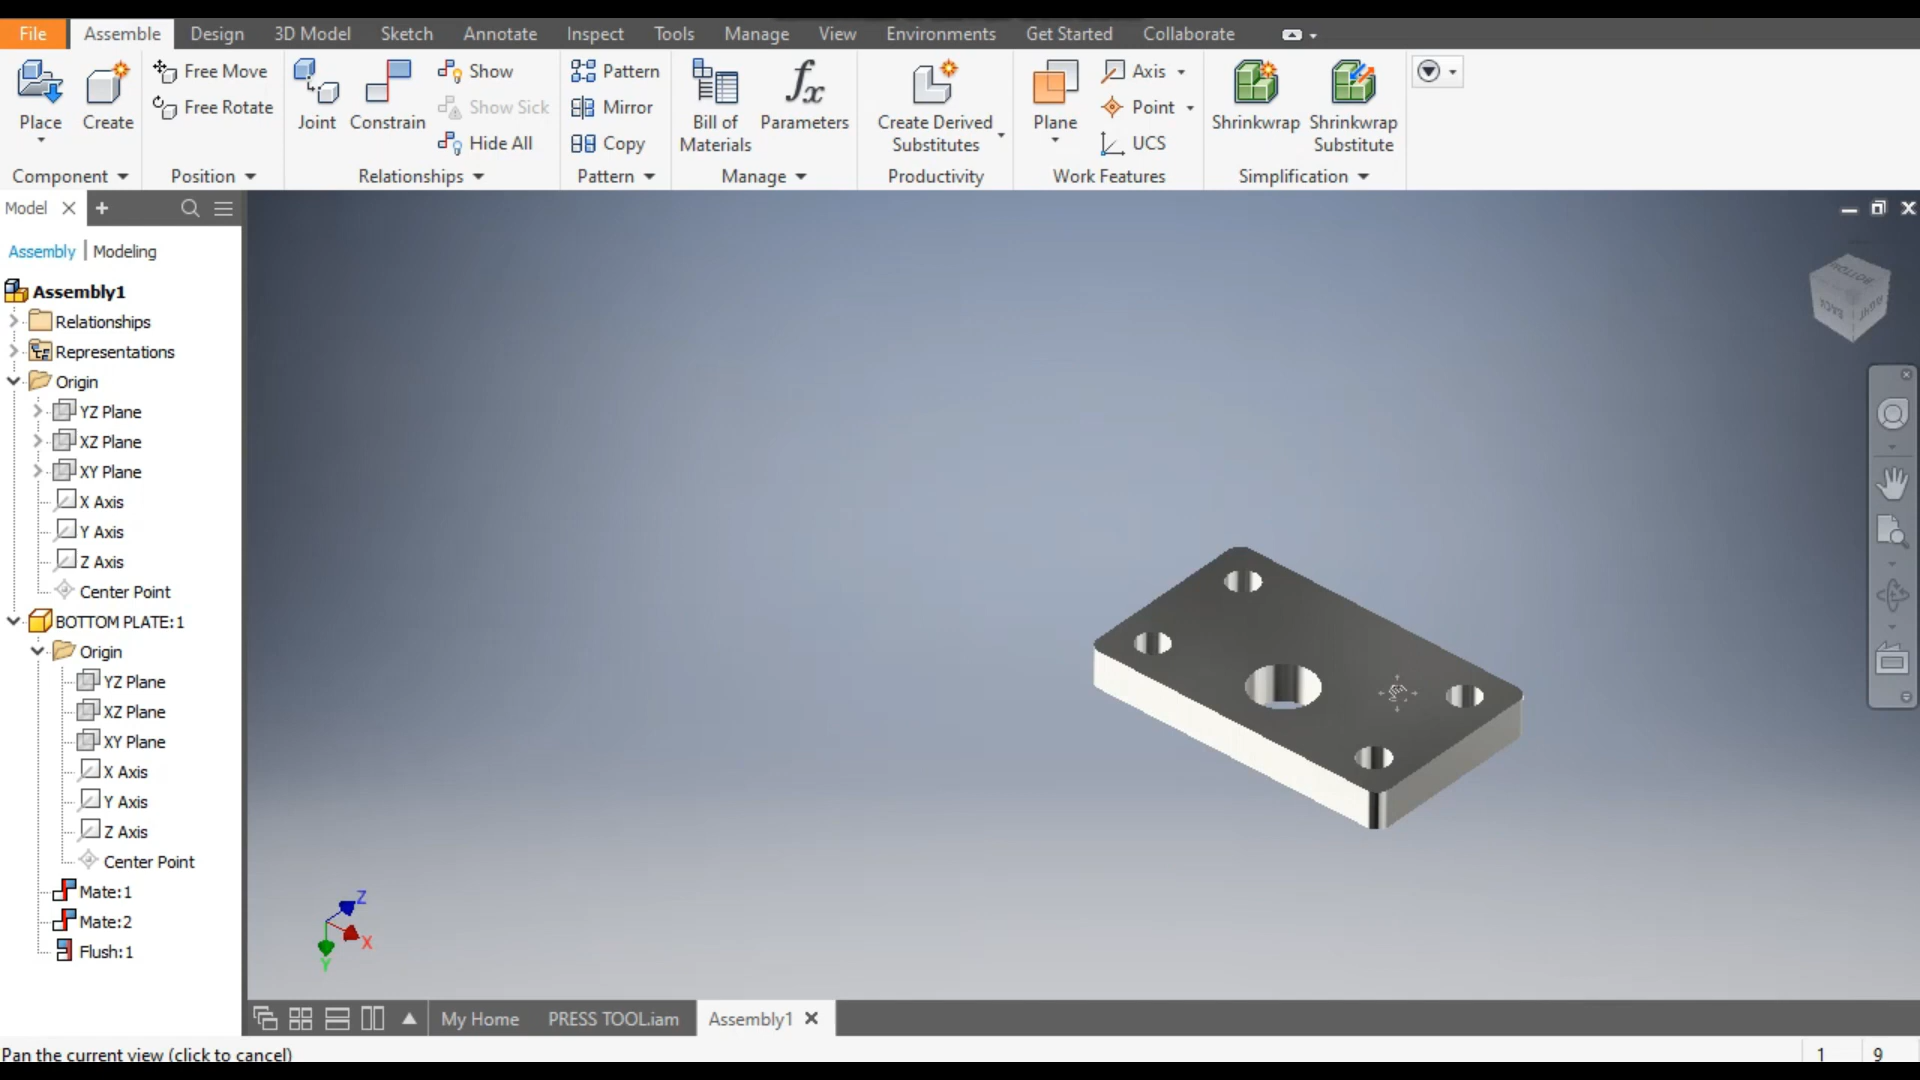 File Assemble Design 3D Model Sketch Annotate Inspect Tools Manage View Environments Get Started Collaborate
Place
Create
Free Move
Free Rotate
Joint
Constrain
Show
Show Sick
Hide All
Pattern
Mirror
Copy
Bill of
Materials
fx
Parameters
Create Derived
Substitutes
Plane
Axis
Point
UCS
Shrinkwrap
Shrinkwrap
Substitute
Component Position Relationships Pattern Manage Productivity Work Features Simplification
Model
Assembly | Modeling
Assembly1
Relationships
Representations
Origin
YZ Plane
XZ Plane
XY Plane
X Axis
Y Axis
Z Axis
Center Point
BOTTOM PLATE:1
Origin
YZ Plane
XZ Plane
XY Plane
X Axis
Y Axis
Z Axis
Center Point
Mate:1
Mate:2
Flush:1
BOTTOM
BACK
RIGHT
Z
X
Y
My Home PRESS TOOL.iam Assembly1
Pan the current view (click to cancel) 1 9